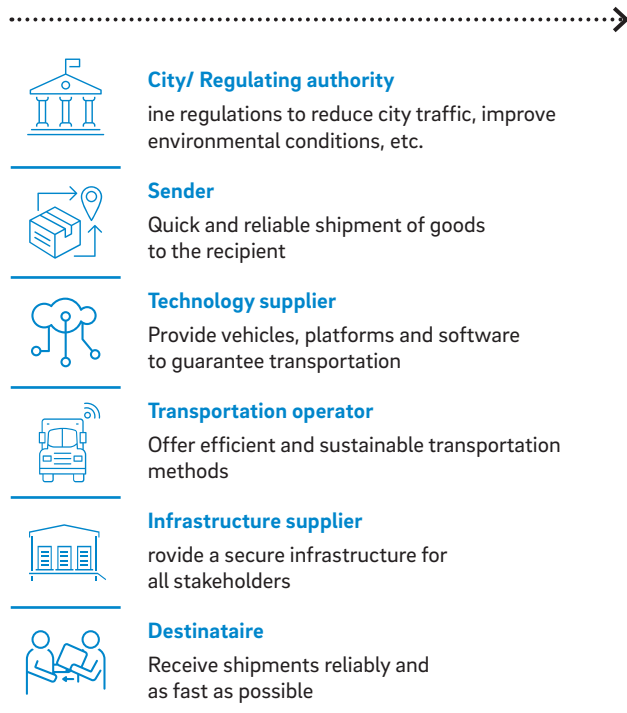 City/ Regulating authority
ine regulations to reduce city traffic, improve
environmental conditions, etc.
Sender
Quick and reliable shipment of goods
to the recipient
Technology supplier
Provide vehicles, platforms and software
to guarantee transportation
Transportation operator
Offer efficient and sustainable transportation
methods
Infrastructure supplier
rovide a secure infrastructure for
all stakeholders
Destinataire
Receive shipments reliably and
as fast as possible